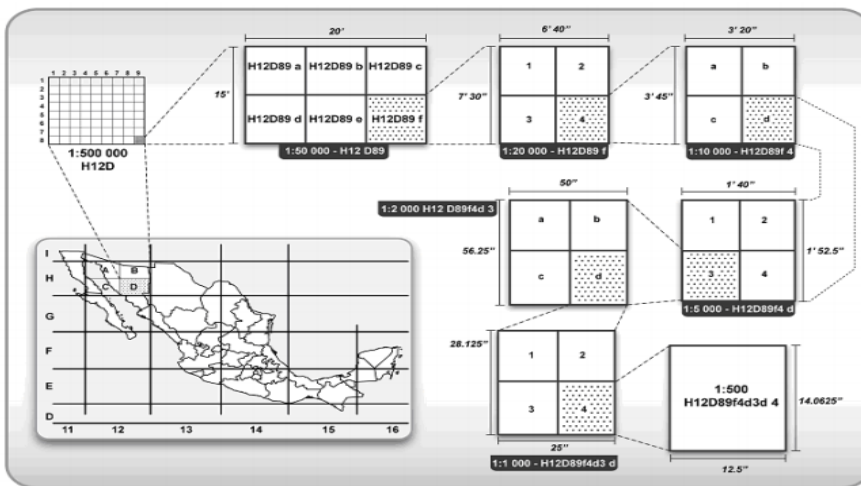 1 2 3 4 5 6 7 8 9
1
2
3
4
5
6
7
8
1:500 000
H12D
20'
15'
H12D89 a H12D89 b H12D89 c
H12D89 d H12D89 e H12D89 f
1:50 000 - H12 D89
6' 40"
7' 30"
1 2
3 4
1:20 000 - H12D89 f
3' 20"
3' 45"
a b
c d
1:10 000 - H12D89f 4
1:2 000 H12 D89f4d 3
50"
56.25"
a b
c d
1' 40"
1' 52.5"
1 2
3 4
1:5 000 - H12D89f4 d
I
H
G
F
E
D
A B
C D
11 12 13 14 15 16
28.125"
1 2
3 4
25"
1:1 000 - H12D89f4d3 d
1:500
H12D89f4d3d 4
14.0625"
12.5"